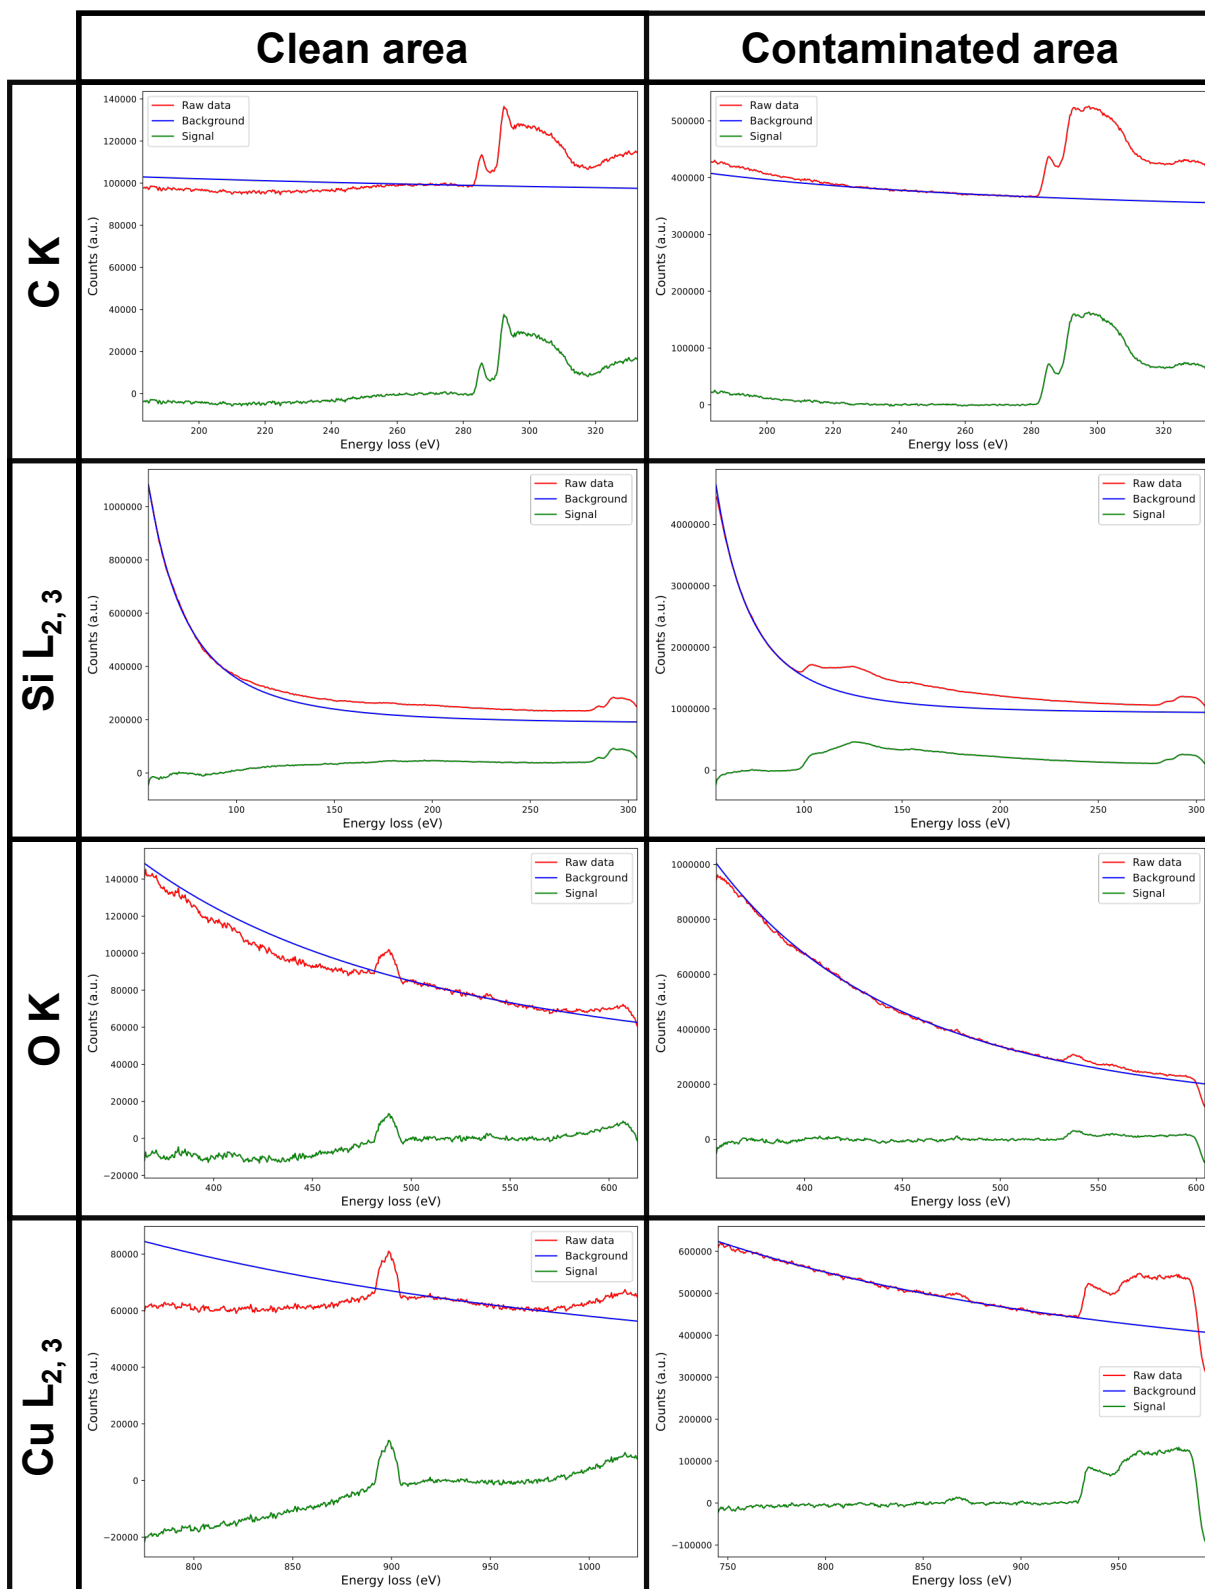 Clean area
Contaminated area
C K
Raw data
Background
Signal
140000
120000
100000
80000
60000
40000
20000
0
Counts (a.u.)
200 220 240 260 280 300 320
Energy loss (eV)
Raw data
Background
Signal
500000
400000
300000
200000
100000
0
Counts (a.u.)
200 220 240 260 280 300 320
Energy loss (eV)
Si L2, 3
Raw data
Background
Signal
1000000
800000
600000
400000
200000
0
Counts (a.u.)
100 150 200 250 300
Energy loss (eV)
Raw data
Background
Signal
4000000
3000000
2000000
1000000
0
Counts (a.u.)
100 150 200 250 300
Energy loss (eV)
O K
Raw data
Background
Signal
140000
120000
100000
80000
60000
40000
20000
0
−20000
Counts (a.u.)
400 450 500 550 600
Energy loss (eV)
Raw data
Background
Signal
1000000
800000
600000
400000
200000
0
Counts (a.u.)
400 450 500 550 600
Energy loss (eV)
Cu L2, 3
Raw data
Background
Signal
80000
60000
40000
20000
0
−20000
Counts (a.u.)
800 850 900 950 1000
Energy loss (eV)
Raw data
Background
Signal
600000
500000
400000
300000
200000
100000
0
−100000
Counts (a.u.)
750 800 850 900 950
Energy loss (eV)